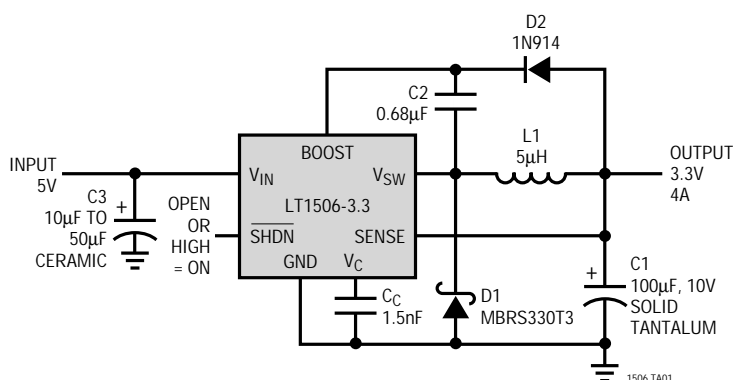 D2
1N914
C2
0.68µF
L1
5µH
BOOST
INPUT
5V
VIN
VSW
OUTPUT
3.3V
4A
C3
10µF TO
50µF
CERAMIC
+
OPEN
OR
HIGH
= ON
LT1506-3.3
SHDN
SENSE
GND
VC
CC
1.5nF
D1
MBRS330T3
+
C1
100µF, 10V
SOLID
TANTALUM
1506 TA01